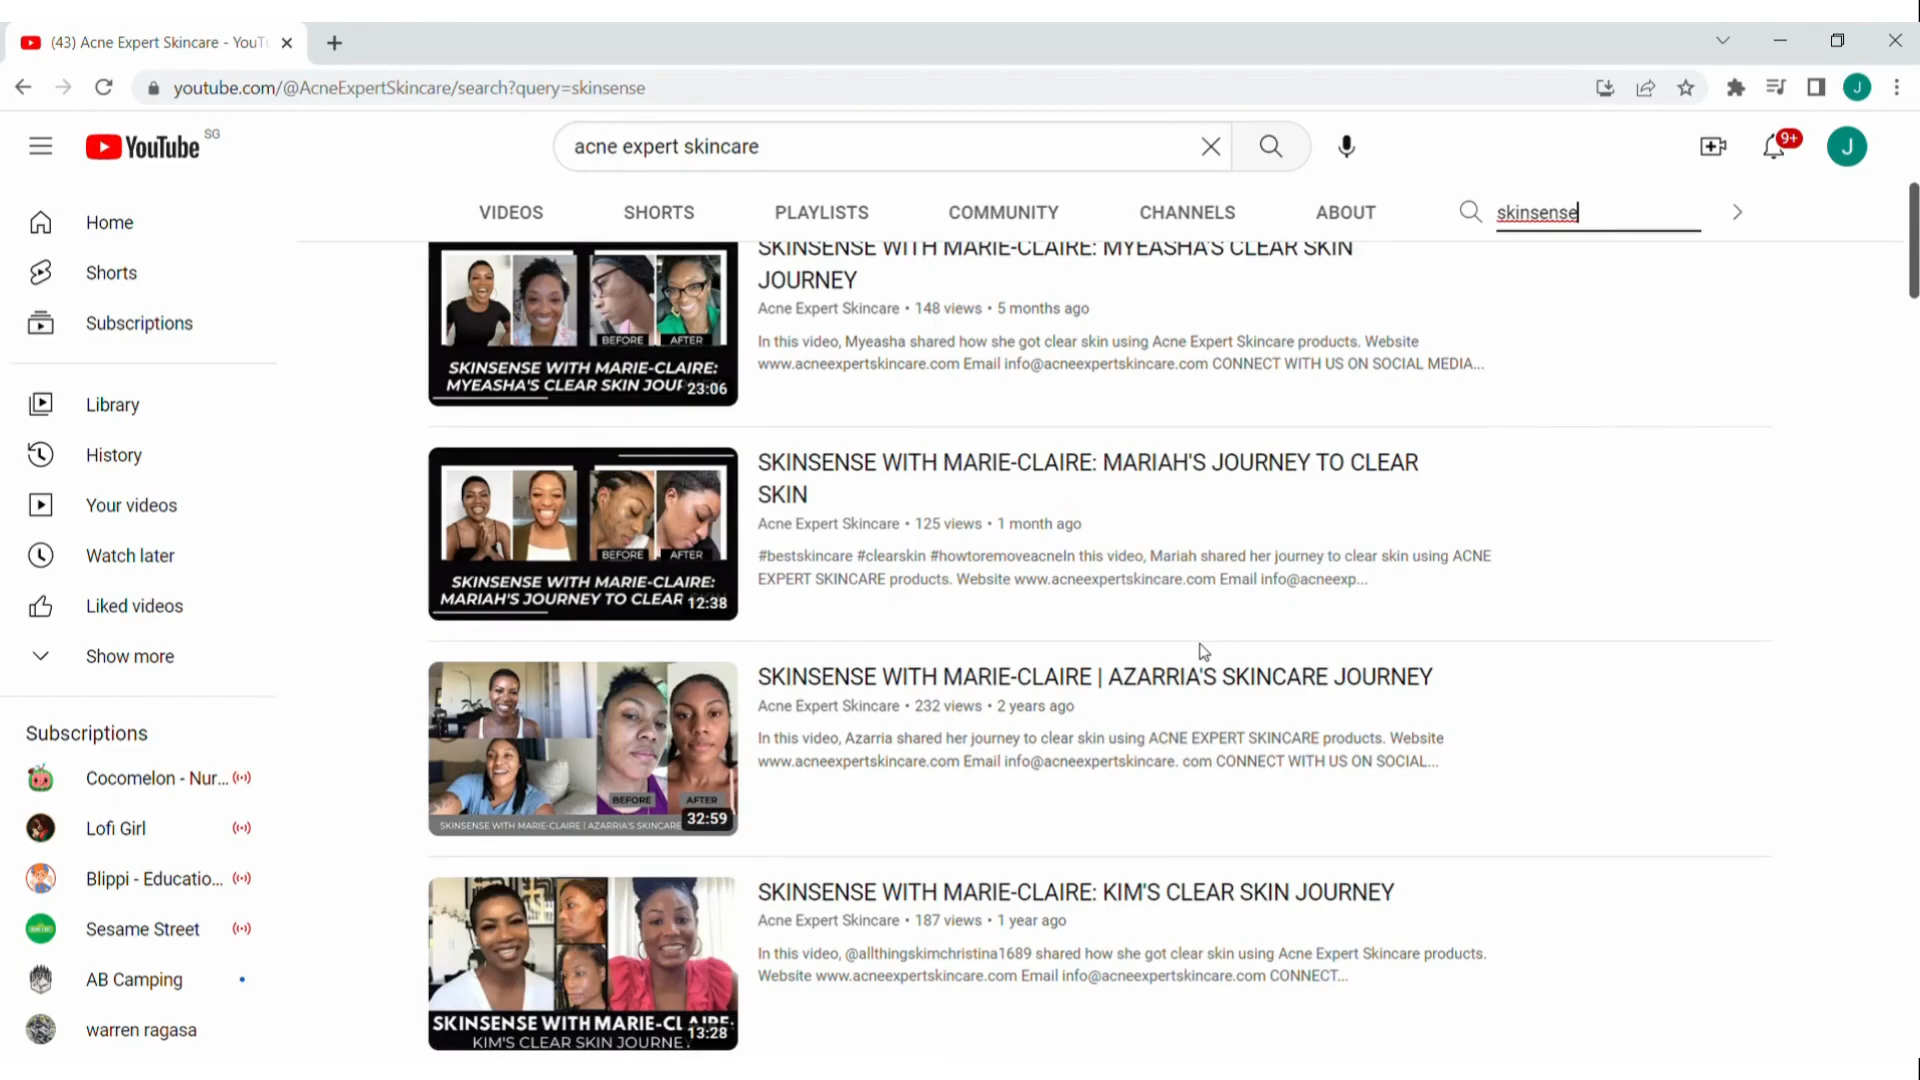 (43) Acne Expert Skincare - YouTu
youtube.com/@AcneExpertSkincare/search?query=skinsense
J
YouTube SG
acne expert skincare
9+
J
VIDEOS SHORTS PLAYLISTS COMMUNITY CHANNELS ABOUT skinsense
Home
Shorts
Subscriptions
Library
History
Your videos
Watch later
Liked videos
Show more
Subscriptions
Cocomelon - Nur...
Lofi Girl
Blippi - Educatio...
Sesame Street
AB Camping
warren ragasa
BEFORE AFTER
SKINSENSE WITH MARIE-CLAIRE:
MYEASHA'S CLEAR SKIN JOUR
23:06
SKINSENSE WITH MARIE-CLAIRE: MYEASHA'S CLEAR SKIN
JOURNEY
Acne Expert Skincare • 148 views • 5 months ago
In this video, Myeasha shared how she got clear skin using Acne Expert Skincare products. Website
www.acneexpertskincare.com Email info@acneexpertskincare.com CONNECT WITH US ON SOCIAL MEDIA...
BEFORE AFTER
SKINSENSE WITH MARIE-CLAIRE:
MARIAH'S JOURNEY TO CLEAR
12:38
SKINSENSE WITH MARIE-CLAIRE: MARIAH'S JOURNEY TO CLEAR
SKIN
Acne Expert Skincare • 125 views • 1 month ago
#bestskincare #clearskin #howtoremoveacneIn this video, Mariah shared her journey to clear skin using ACNE
EXPERT SKINCARE products. Website www.acneexpertskincare.com Email info@acneexp...
BEFORE AFTER
SKINSENSE WITH MARIE-CLAIRE | AZARRIA'S SKINCARE
32:59
SKINSENSE WITH MARIE-CLAIRE | AZARRIA'S SKINCARE JOURNEY
Acne Expert Skincare • 232 views • 2 years ago
In this video, Azarria shared her journey to clear skin using ACNE EXPERT SKINCARE products. Website
www.acneexpertskincare.com Email info@acneexpertskincare. com CONNECT WITH US ON SOCIAL...
SKINSENSE WITH MARIE-CLAIRE:
KIM'S CLEAR SKIN JOURNE
13:28
SKINSENSE WITH MARIE-CLAIRE: KIM'S CLEAR SKIN JOURNEY
Acne Expert Skincare • 187 views • 1 year ago
In this video, @allthingskimchristina1689 shared how she got clear skin using Acne Expert Skincare products.
Website www.acneexpertskincare.com Email info@acneexpertskincare.com CONNECT...